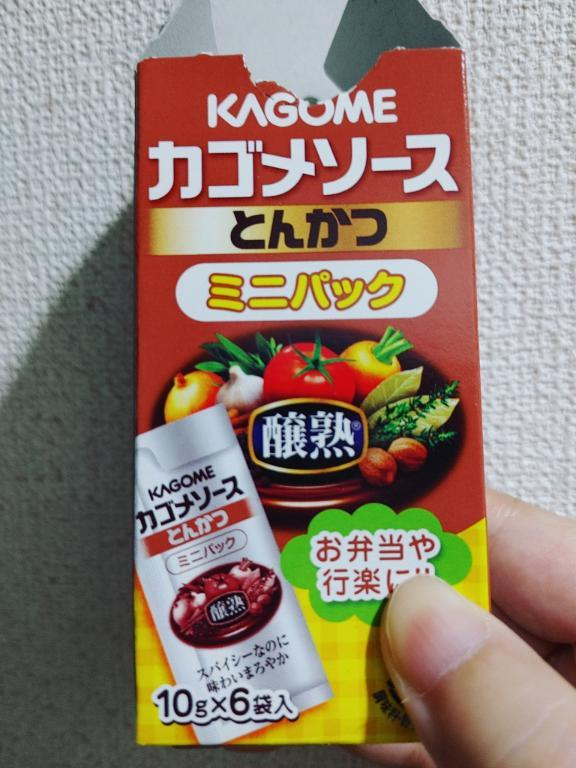 KAGOME
カゴメソース
とんかつ
ミニパック
醸熟®
KAGOME
カゴメソース
とんかつ
ミニパック
醸熟
スパイシーなのに
味わいまろやか
お弁当や
行楽に!!
10g×6袋入